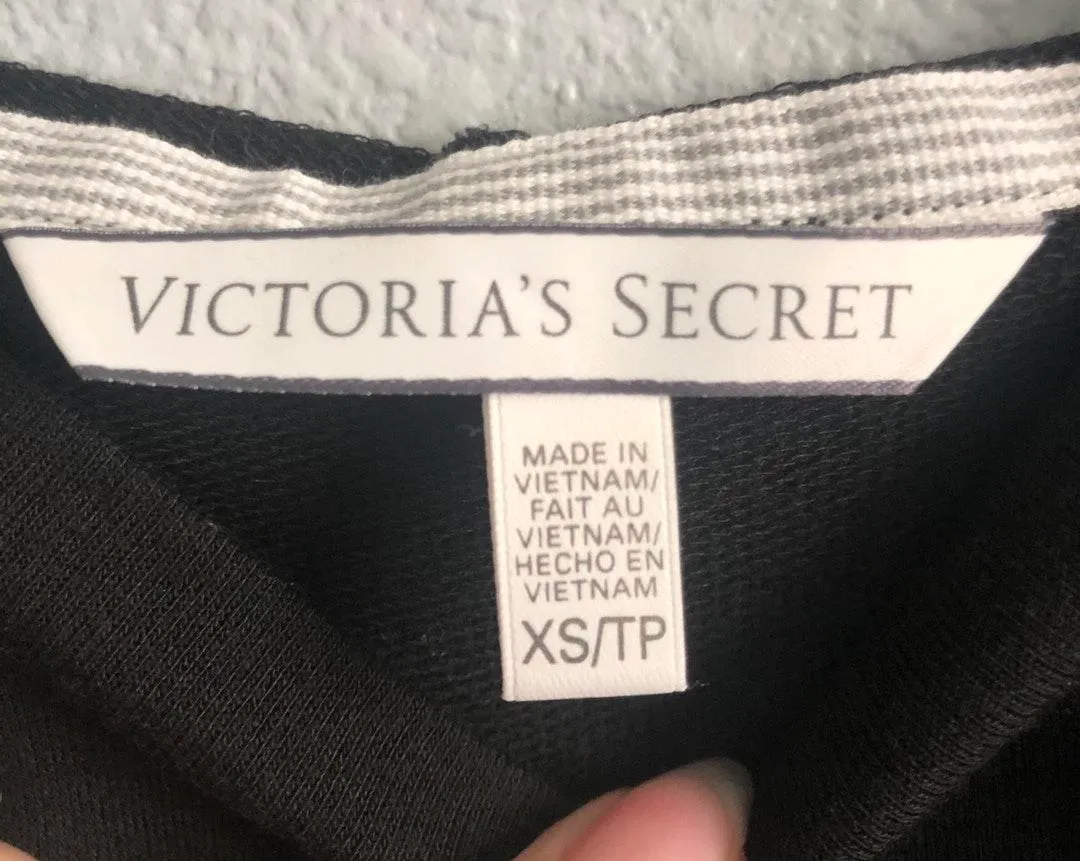 VICTORIA'S SECRET
MADE IN
VIETNAM/
FAIT AU
VIETNAM/
HECHO EN
VIETNAM
XS/TP